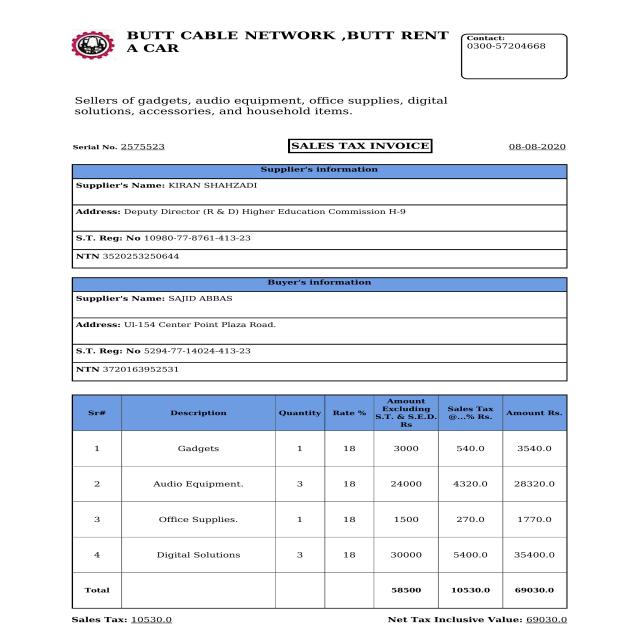 BUTT CABLE NETWORK ,BUTT RENT
A CAR
Contact:
0300-57204668
Sellers of gadgets, audio equipment, office supplies, digital
solutions, accessories, and household items.
Serial No. 2575523 SALES TAX INVOICE 08-08-2020
Supplier's information
Supplier's Name: KIRAN SHAHZADI
Address: Deputy Director (R & D) Higher Education Commission H-9
S.T. Reg: No 10980-77-8761-413-23
NTN 3520253250644
Buyer's information
Supplier's Name: SAJID ABBAS
Address: Ul-154 Center Point Plaza Road.
S.T. Reg: No 5294-77-14024-413-23
NTN 3720163952531
Sr# Description Quantity Rate % Amount Excluding S.T. & S.E.D. Rs Sales Tax @...% Rs. Amount Rs.
1 Gadgets 1 18 3000 540.0 3540.0
2 Audio Equipment. 3 18 24000 4320.0 28320.0
3 Office Supplies. 1 18 1500 270.0 1770.0
4 Digital Solutions 3 18 30000 5400.0 35400.0
Total 58500 10530.0 69030.0
Sales Tax: 10530.0 Net Tax Inclusive Value: 69030.0